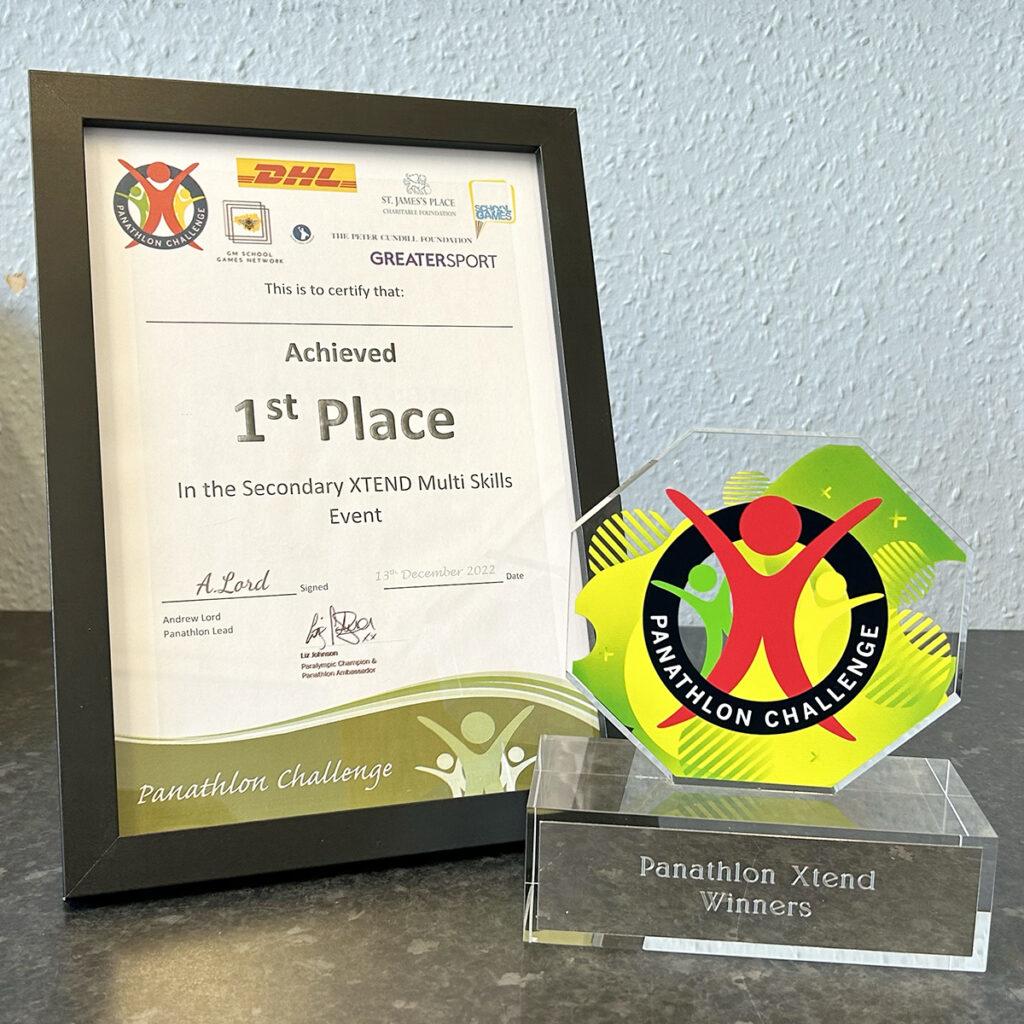 PANATHLON CHALLENGE
DHL
ST. JAMES'S PLACE
CHARITABLE FOUNDATION
SCHOOL
GAMES
GM SCHOOL
GAMES NETWORK
THE PETER CUNDILL FOUNDATION
GREATERSPORT
This is to certify that:
Achieved
1st Place
In the Secondary XTEND Multi Skills
Event
A.Lord Signed 13th December 2022 Date
Andrew Lord
Panathlon Lead
Liz Johnson
Paralympic Champion &
Panathlon Ambassador
Panathlon Challenge
PANATHLON CHALLENGE
Panathlon Xtend
Winners